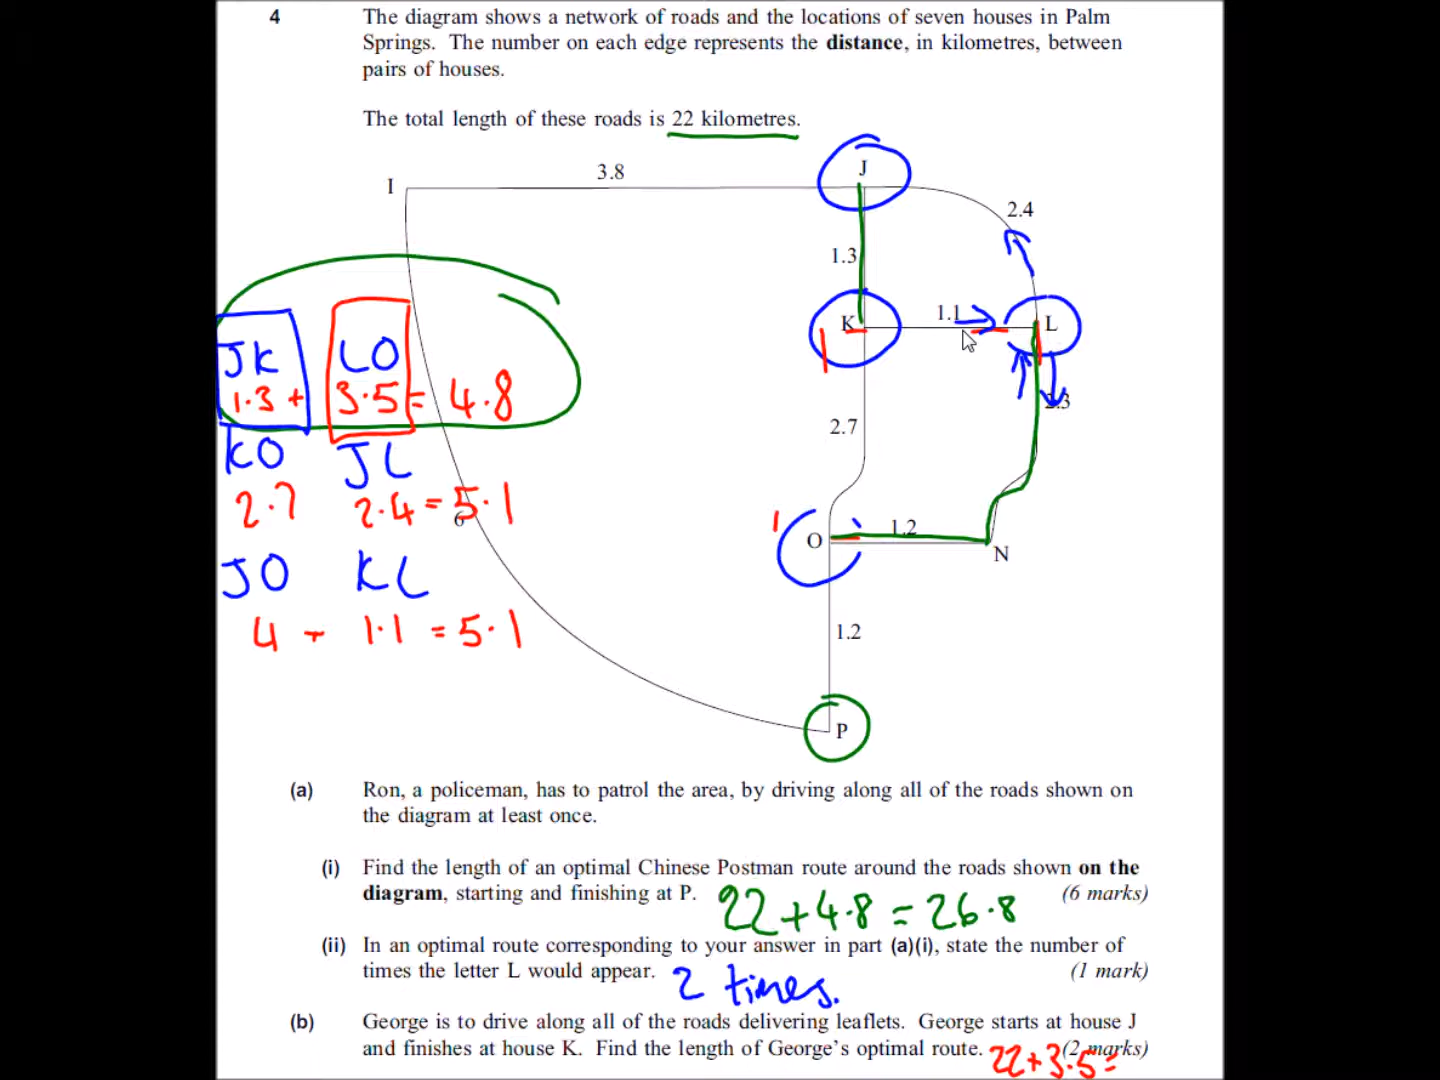 4 The diagram shows a network of roads and the locations of seven houses in Palm
Springs. The number on each edge represents the distance, in kilometres, between
pairs of houses.
The total length of these roads is 22 kilometres.
I 3.8 J
2.4
1.3
K 1.1 L
JK LO
1.3 + 3.5 = 4.8
2.3
2.7
KO JL
2.7 2.4 = 5.1
6
O 1.2 N
JO KL
4 + 1.1 = 5.1
1.2
P
(a) Ron, a policeman, has to patrol the area, by driving along all of the roads shown on
the diagram at least once.
(i) Find the length of an optimal Chinese Postman route around the roads shown on the
diagram, starting and finishing at P. (6 marks)
22 + 4.8 = 26.8
(ii) In an optimal route corresponding to your answer in part (a)(i), state the number of
times the letter L would appear. 2 times. (1 mark)
(b) George is to drive along all of the roads delivering leaflets. George starts at house J
and finishes at house K. Find the length of George's optimal route. (2 marks)
22+3.5=